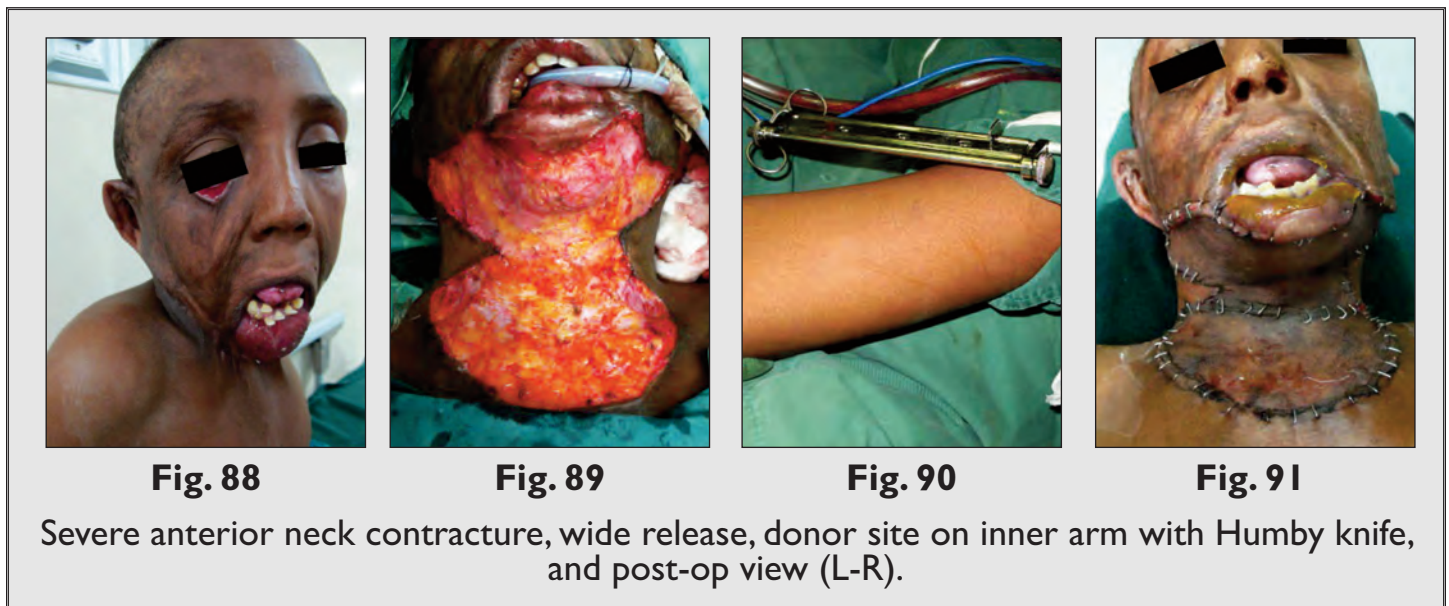 Fig. 88
Fig. 89
Fig. 90
Fig. 91
Severe anterior neck contracture, wide release, donor site on inner arm with Humby knife,
and post-op view (L-R).